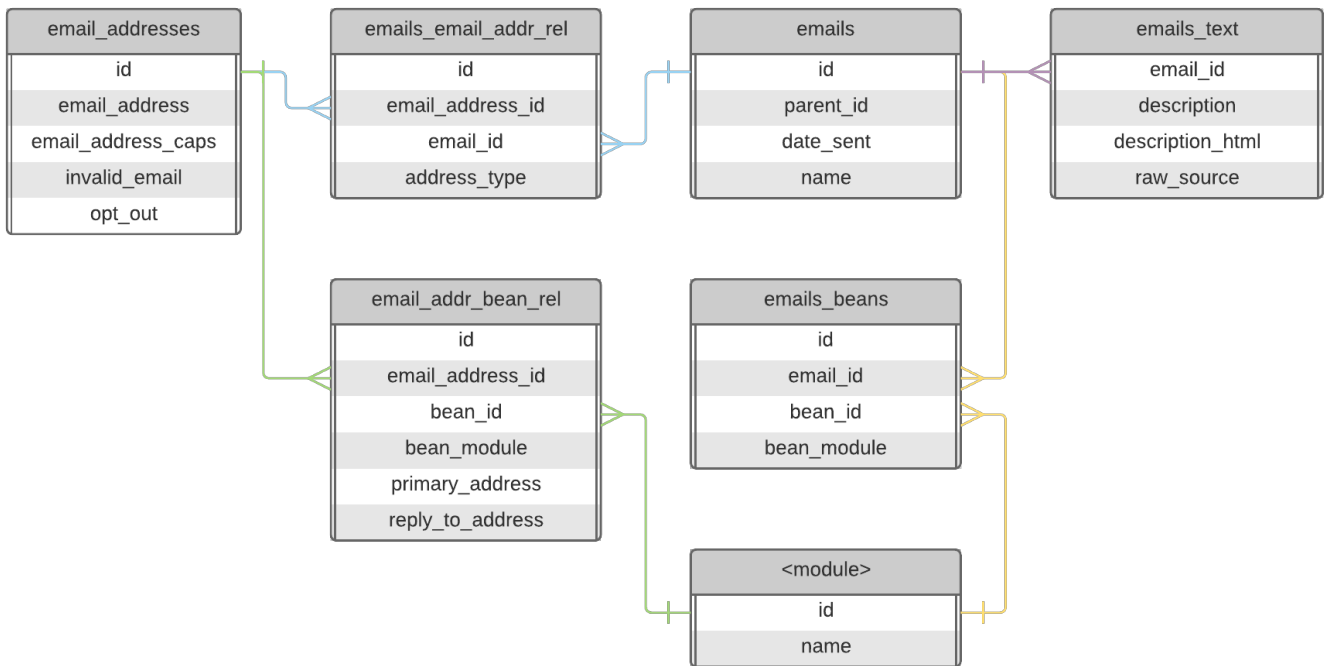 email_addresses
id
email_address
email_address_caps
invalid_email
opt_out
emails_email_addr_rel
id
email_address_id
email_id
address_type
emails
id
parent_id
date_sent
name
emails_text
email_id
description
description_html
raw_source
email_addr_bean_rel
id
email_address_id
bean_id
bean_module
primary_address
reply_to_address
emails_beans
id
email_id
bean_id
bean_module
<module>
id
name